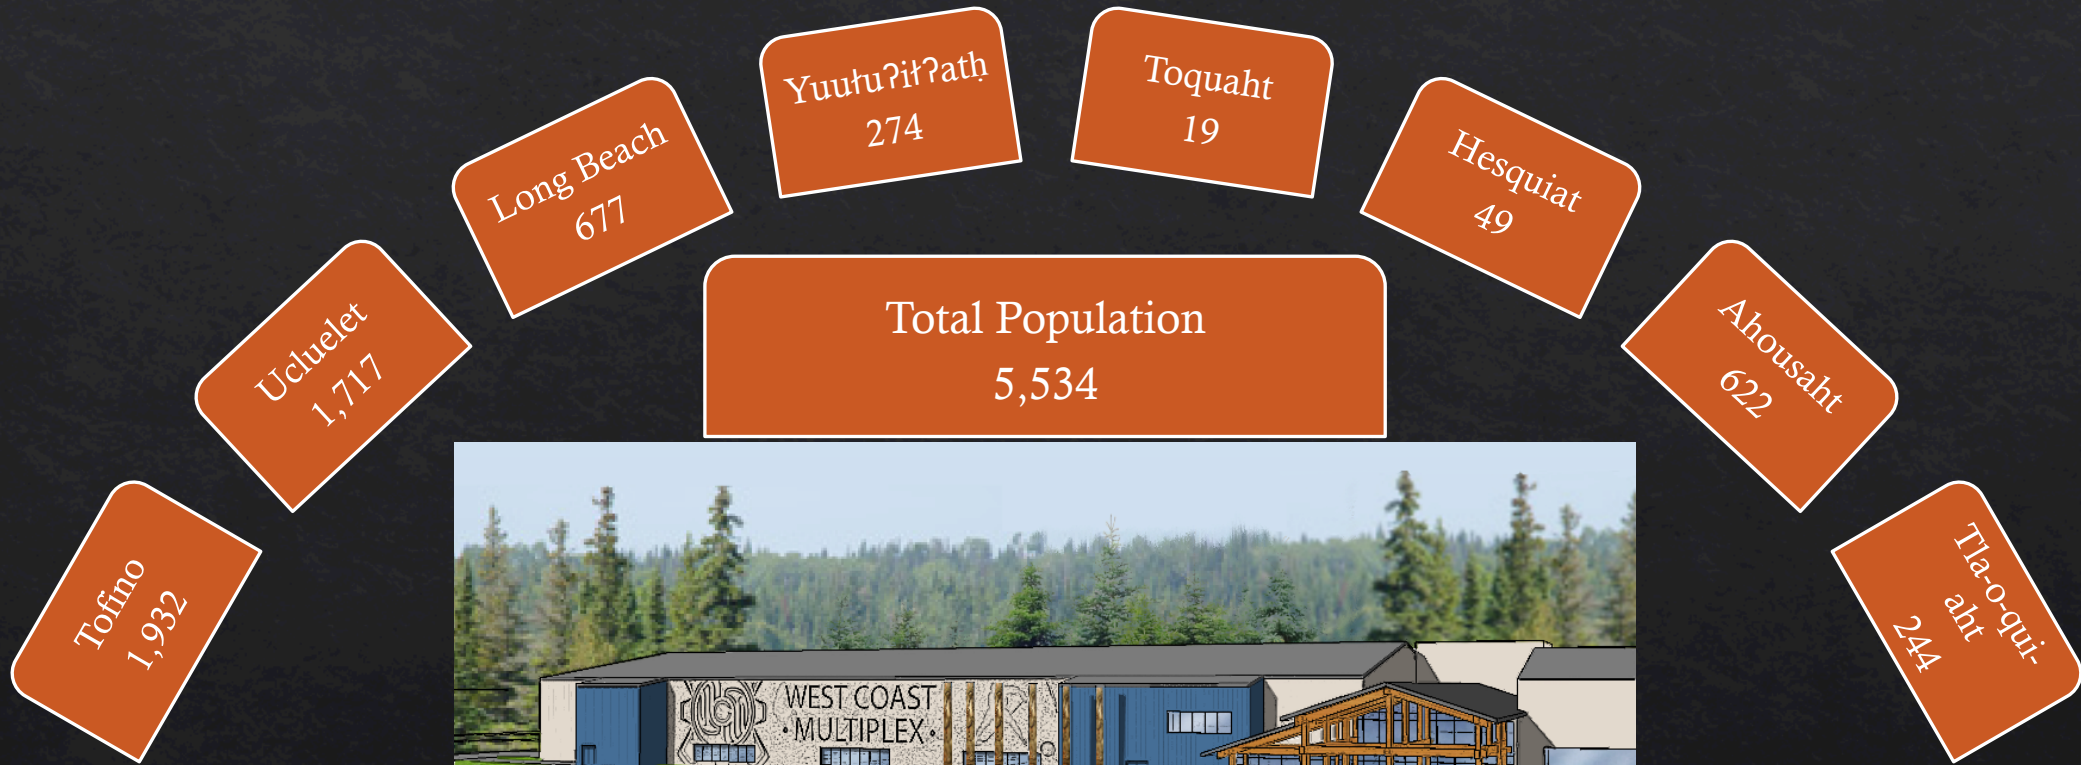 Tofino
1,932
Ucluelet
1,717
Long Beach
677
Yuułuʔiłʔatḥ
274
Toquaht
19
Hesquiat
49
Ahousaht
622
Tla-o-qui-
aht
244
Total Population
5,534
WEST COAST
·MULTIPLEX·